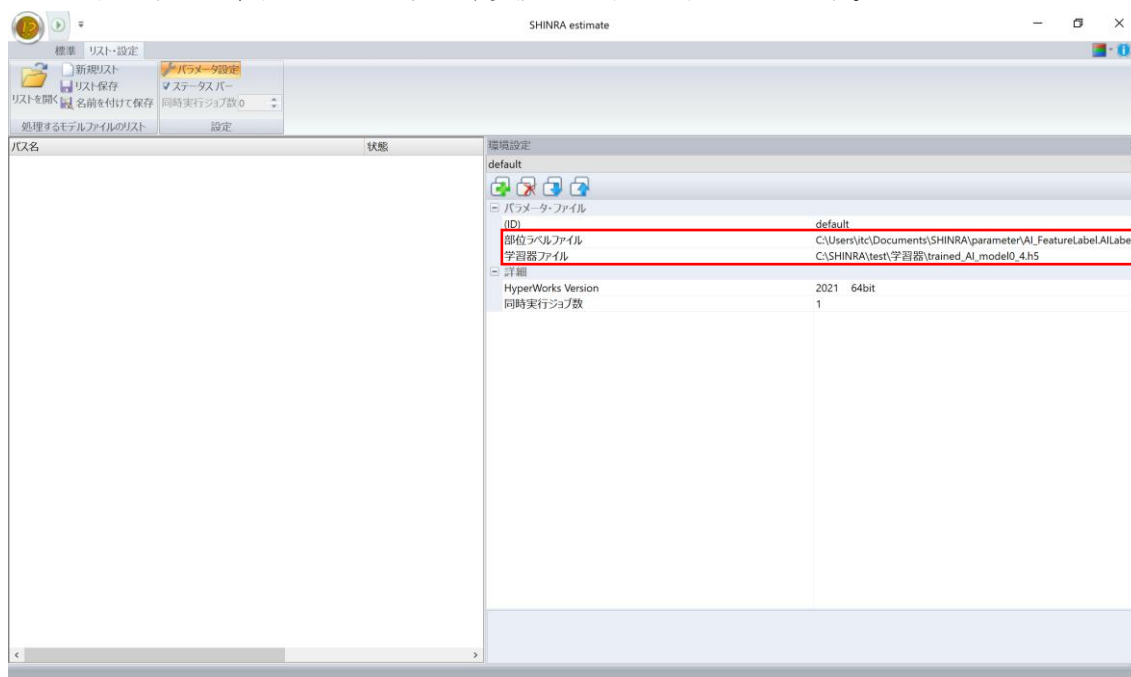 SHINRA estimate
標準 リスト・設定
新規リスト パラメータ設定
リスト保存 ステータス バー
リストを開く 名前を付けて保存 同時実行ジョブ数 0
処理するモデルファイルのリスト 設定
パス名 状態 環境設定
default
パラメータ・ファイル
(ID) default
部位ラベルファイル C:\Users\itc\Documents\SHINRA\parameter\AI_FeatureLabel.AILabe
学習器ファイル C:\SHINRA\test\学習器\trained_AI_model0_4.h5
詳細
HyperWorks Version 2021 64bit
同時実行ジョブ数 1